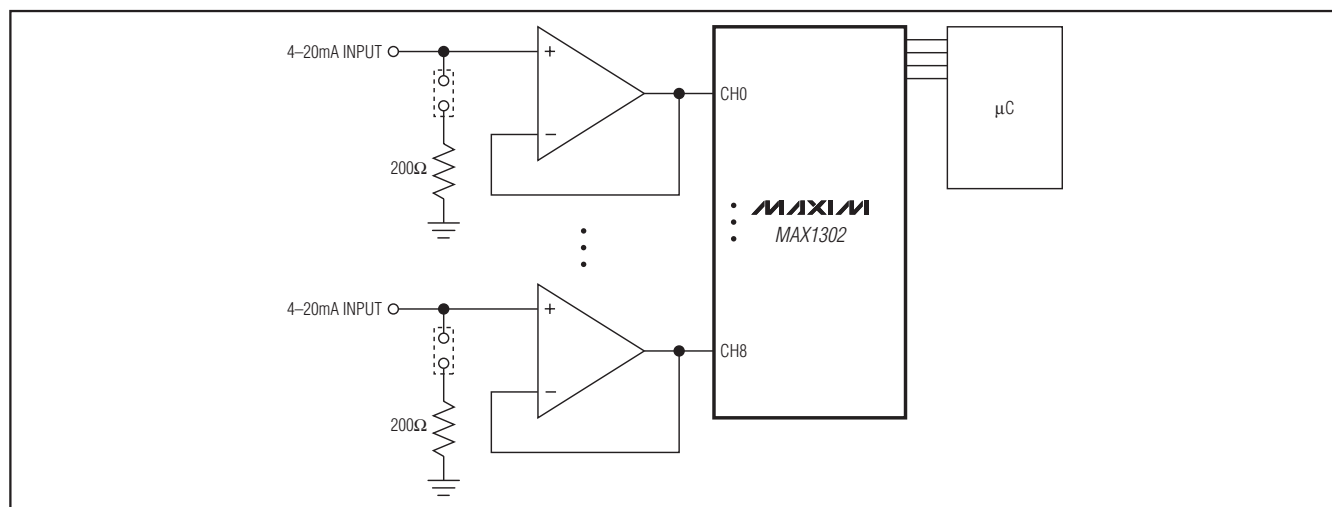 4–20mA INPUT
+
−
200Ω
CH0
MAXIM
MAX1302
μC
4–20mA INPUT
+
−
200Ω
CH8